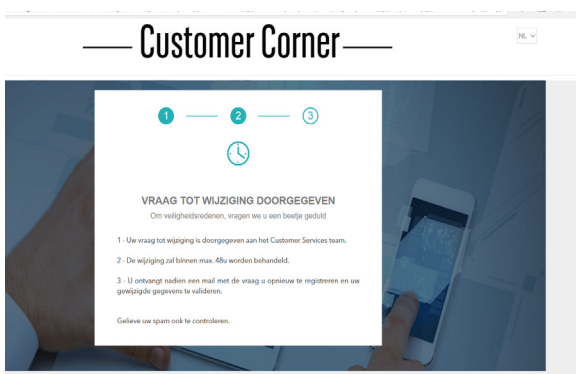 Customer Corner
NL
1
2
3
VRAAG TOT WIJZIGING DOORGEGEVEN
Om veiligheidsredenen, vragen we u een beetje geduld
1 - Uw vraag tot wijziging is doorgegeven aan het Customer Services team.
2 - De wijziging zal binnen max. 48u worden behandeld.
3 - U ontvangt nadien een mail met de vraag u opnieuw te registreren en uw
gewijzigde gegevens te valideren.
Gelieve uw spam ook te controleren.